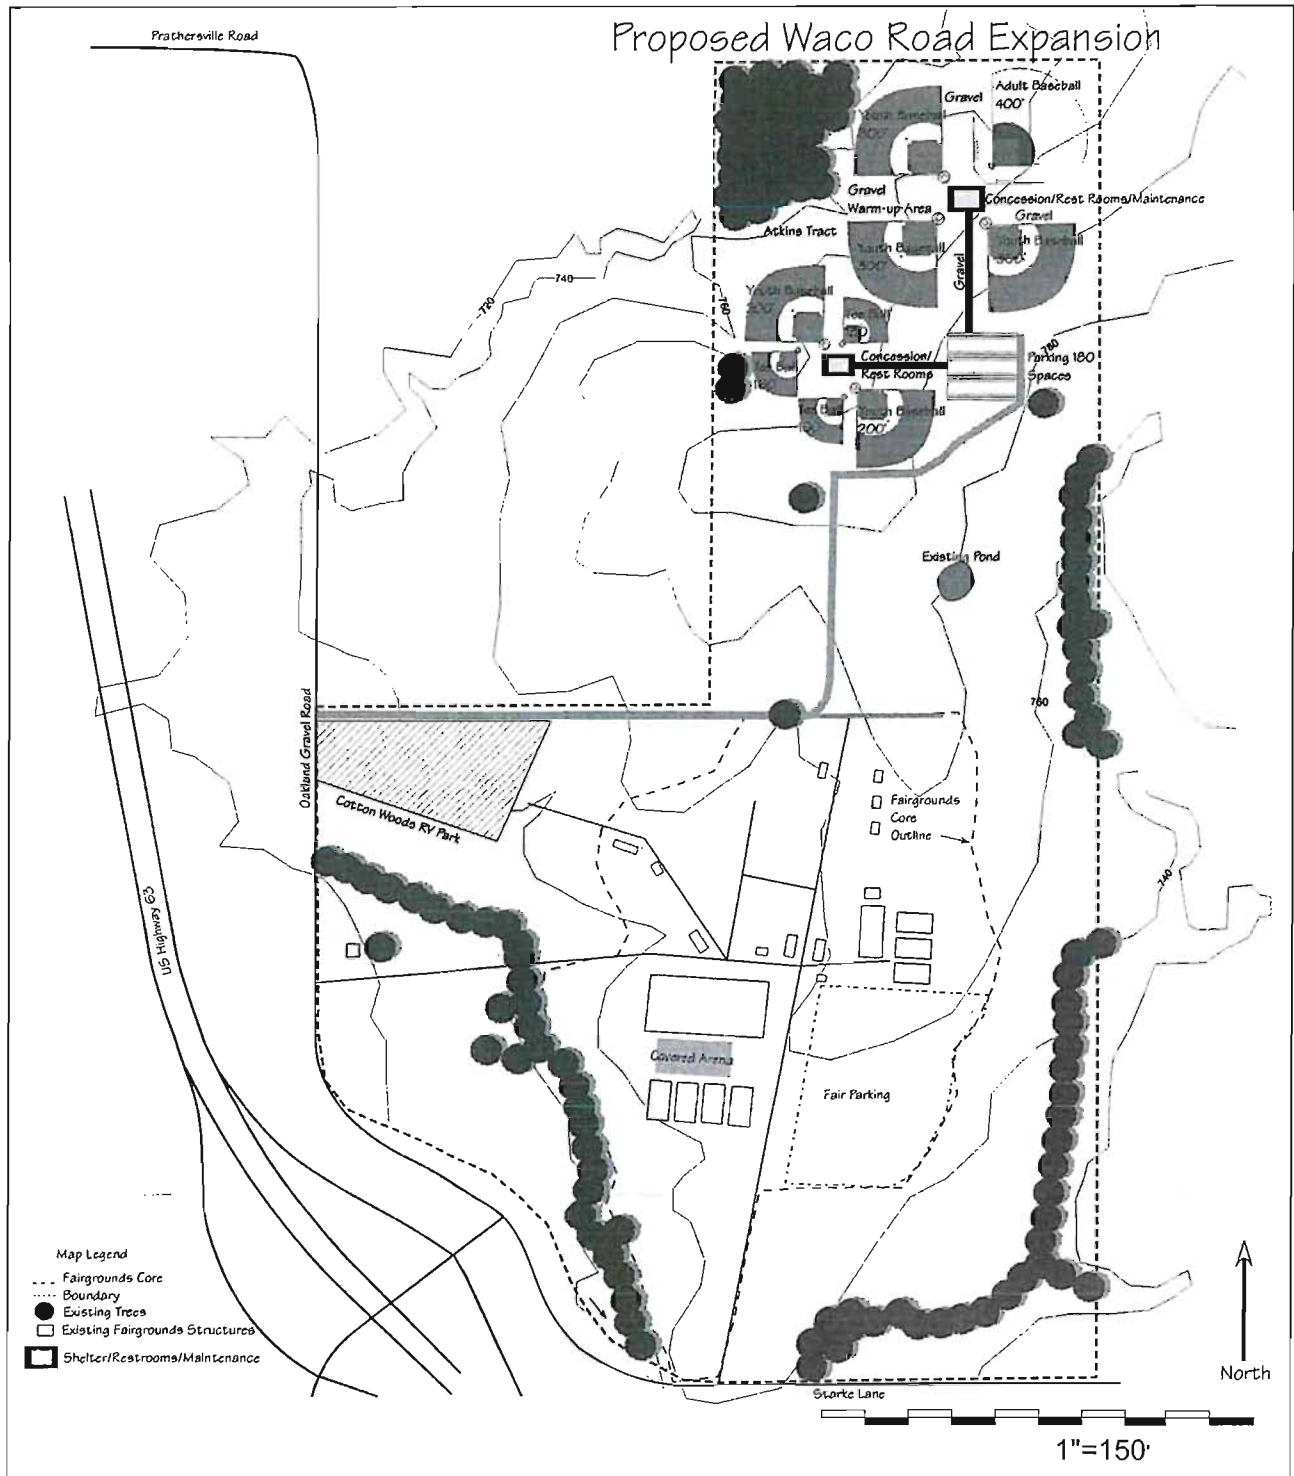 Prathersville Road
Proposed Waco Road Expansion
Gravel
Adult Baseball
400'
Youth Baseball
Gravel
Warm-up Area
Concession/Rest Rooms/Maintenance
Gravel
Atkins Tract
Youth Baseball
300'
Youth Baseball
300'
Gravel
740
720
760
Youth Baseball
200'
Tee Ball
780
Concession/
Rest Rooms
Parking 180
Spaces
Tee Ball
Tee Ball
Youth Baseball
200'
Existing Pond
760
Oakland Gravel Road
Cotton Woods RV Park
Fairgrounds
Core
Outline
740
US Highway 63
Covered Arena
Fair Parking
Map Legend
Fairgrounds Core
Boundary
Existing Trees
Existing Fairgrounds Structures
Shelter/Restrooms/Maintenance
North
Starke Lane
1"=150'